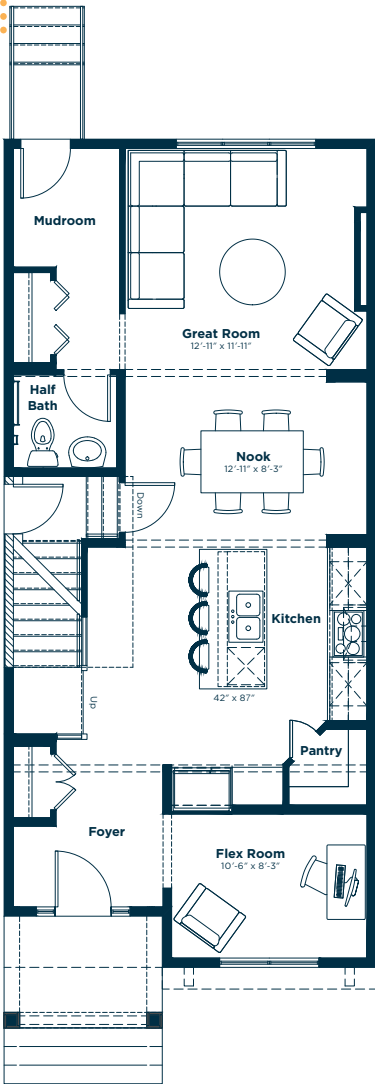 Mudroom
Great Room
12'-11" x 11'-11"
Half
Bath
Nook
12'-11" x 8'-3"
Down
Kitchen
42" x 87"
Up
Pantry
Foyer
Flex Room
10'-6" x 8'-3"